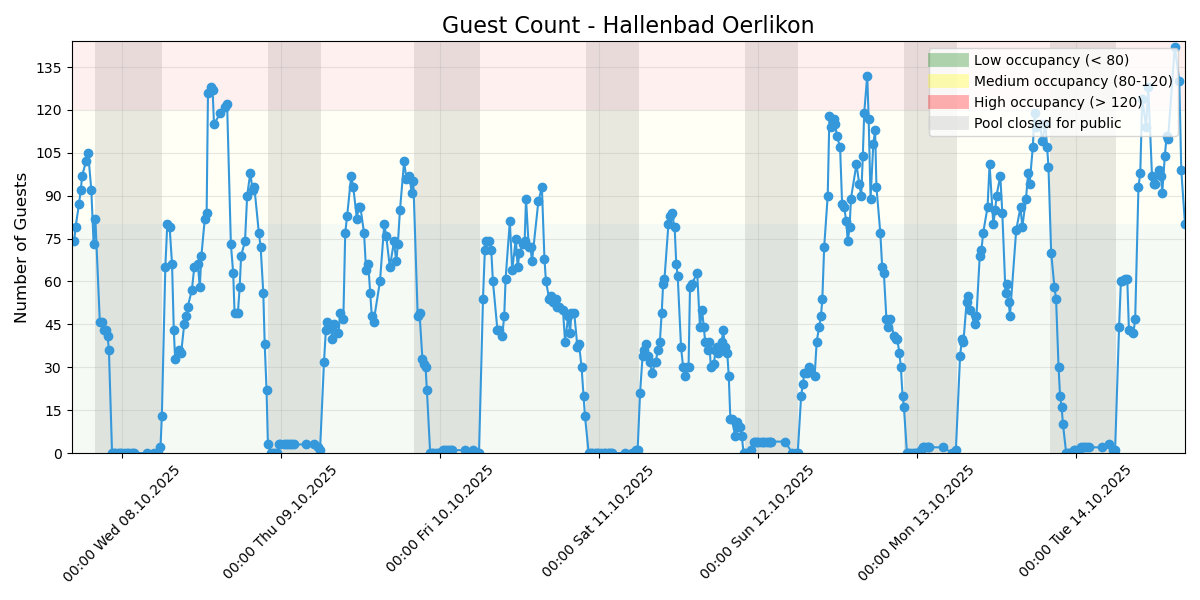 Guest Count - Hallenbad Oerlikon
Number of Guests
135
120
105
90
75
60
45
30
15
0
Low occupancy (< 80)
Medium occupancy (80-120)
High occupancy (> 120)
Pool closed for public
00:00 Wed 08.10.2025
00:00 Thu 09.10.2025
00:00 Fri 10.10.2025
00:00 Sat 11.10.2025
00:00 Sun 12.10.2025
00:00 Mon 13.10.2025
00:00 Tue 14.10.2025